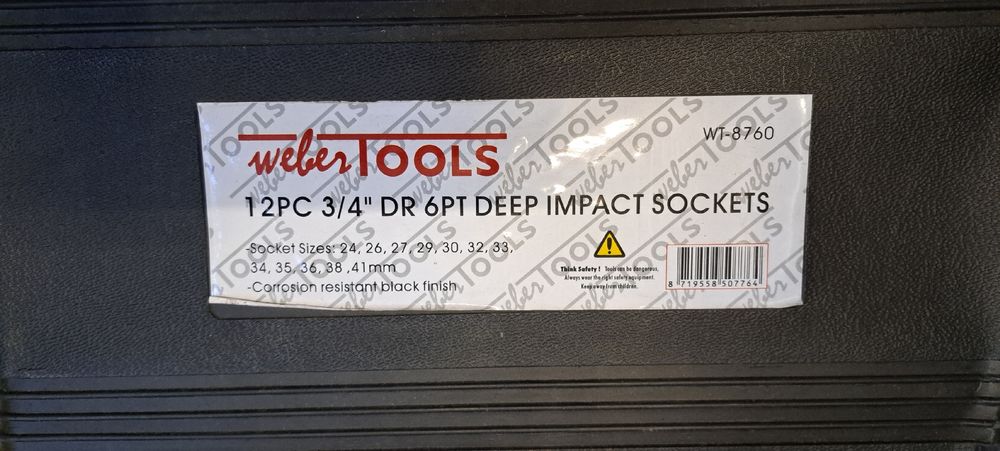 weberTOOLS
WT-8760
12PC 3/4" DR 6PT DEEP IMPACT SOCKETS
-Socket Sizes: 24, 26, 27, 29, 30, 32, 33,
34, 35, 36, 38 ,41mm
-Corrosion resistant black finish
Think Safety ! Tools can be dangerous,
Always wear the right safety equipment.
Keep away from children.
8 719558 507764